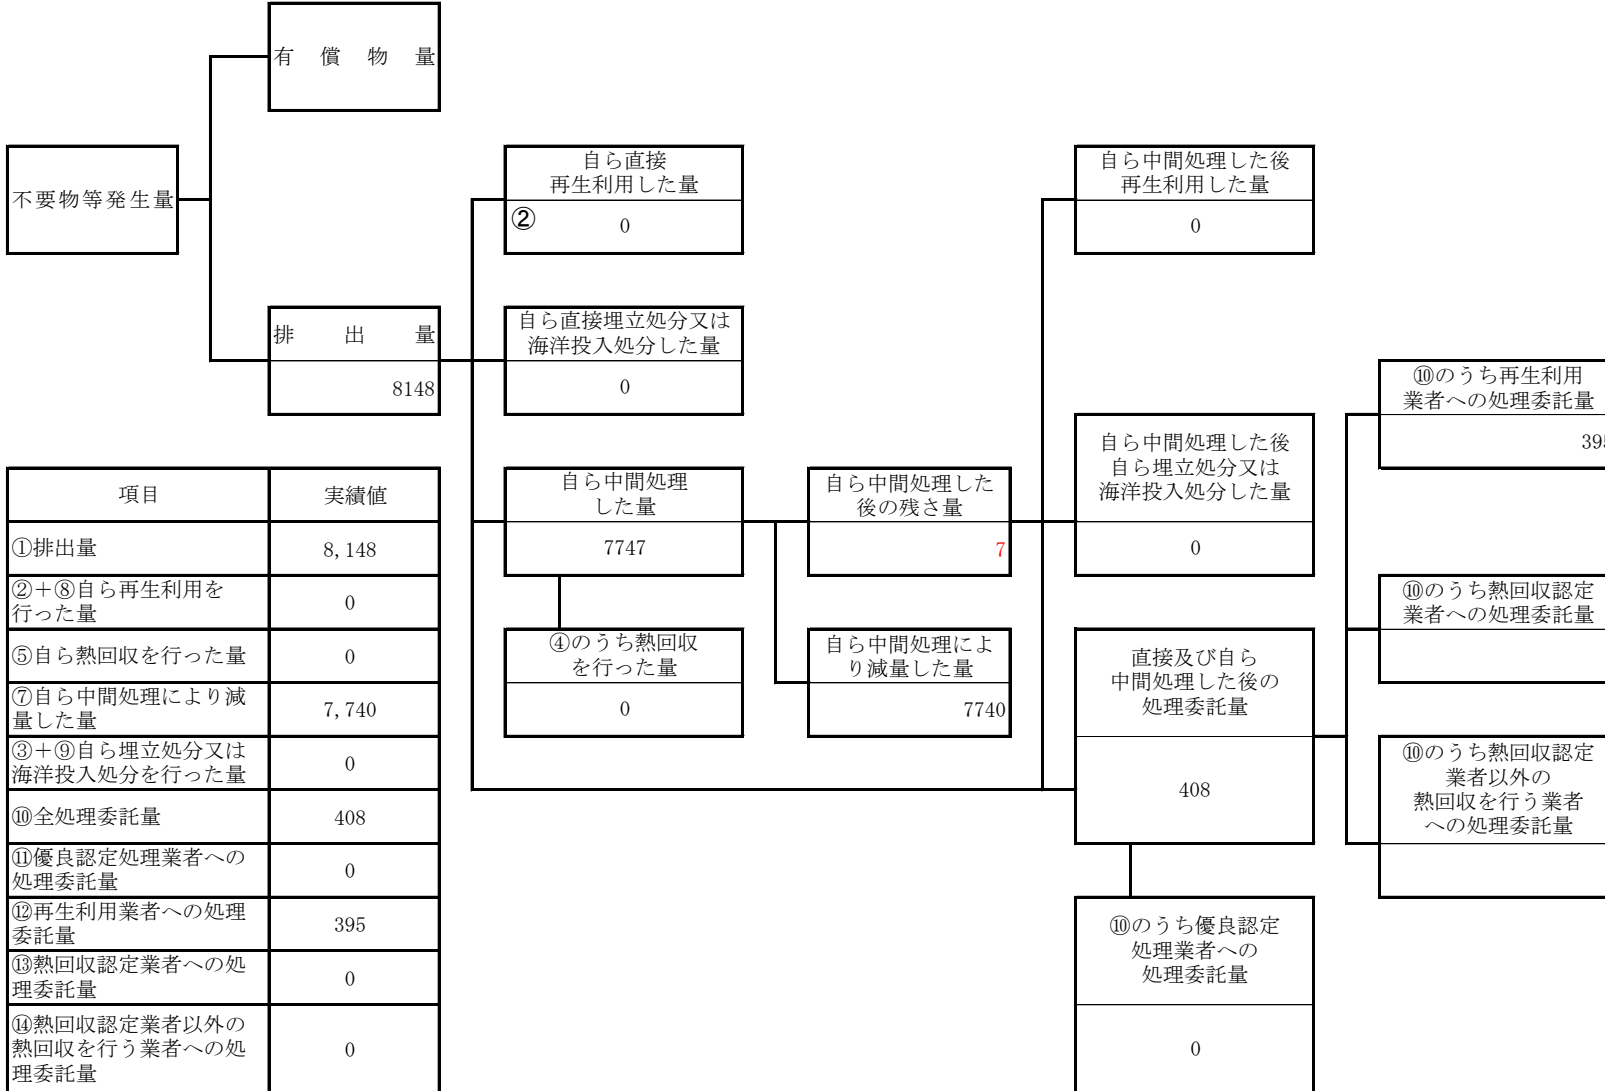 有償物量
不要物等発生量
自ら直接
再生利用した量
②
0
自ら中間処理した後
再生利用した量
0
排出量
8148
自ら直接埋立処分又は
海洋投入処分した量
0
⑩のうち再生利用
業者への処理委託量
395
自ら中間処理
した量
7747
自ら中間処理した
後の残さ量
7
自ら中間処理した後
自ら埋立処分又は
海洋投入処分した量
0
④のうち熱回収
を行った量
0
自ら中間処理によ
り減量した量
7740
直接及び自ら
中間処理した後の
処理委託量
408
⑩のうち熱回収認定
業者への処理委託量
⑩のうち熱回収認定
業者以外の
熱回収を行う業者
への処理委託量
⑩のうち優良認定
処理業者への
処理委託量
0
項目 実績値
①排出量 8,148
②+⑧自ら再生利用を
行った量 0
⑤自ら熱回収を行った量 0
⑦自ら中間処理により減
量した量 7,740
③+⑨自ら埋立処分又は
海洋投入処分を行った量 0
⑩全処理委託量 408
⑪優良認定処理業者への
処理委託量 0
⑫再生利用業者への処理
委託量 395
⑬熱回収認定業者への処
理委託量 0
⑭熱回収認定業者以外の
熱回収を行う業者への処
理委託量 0